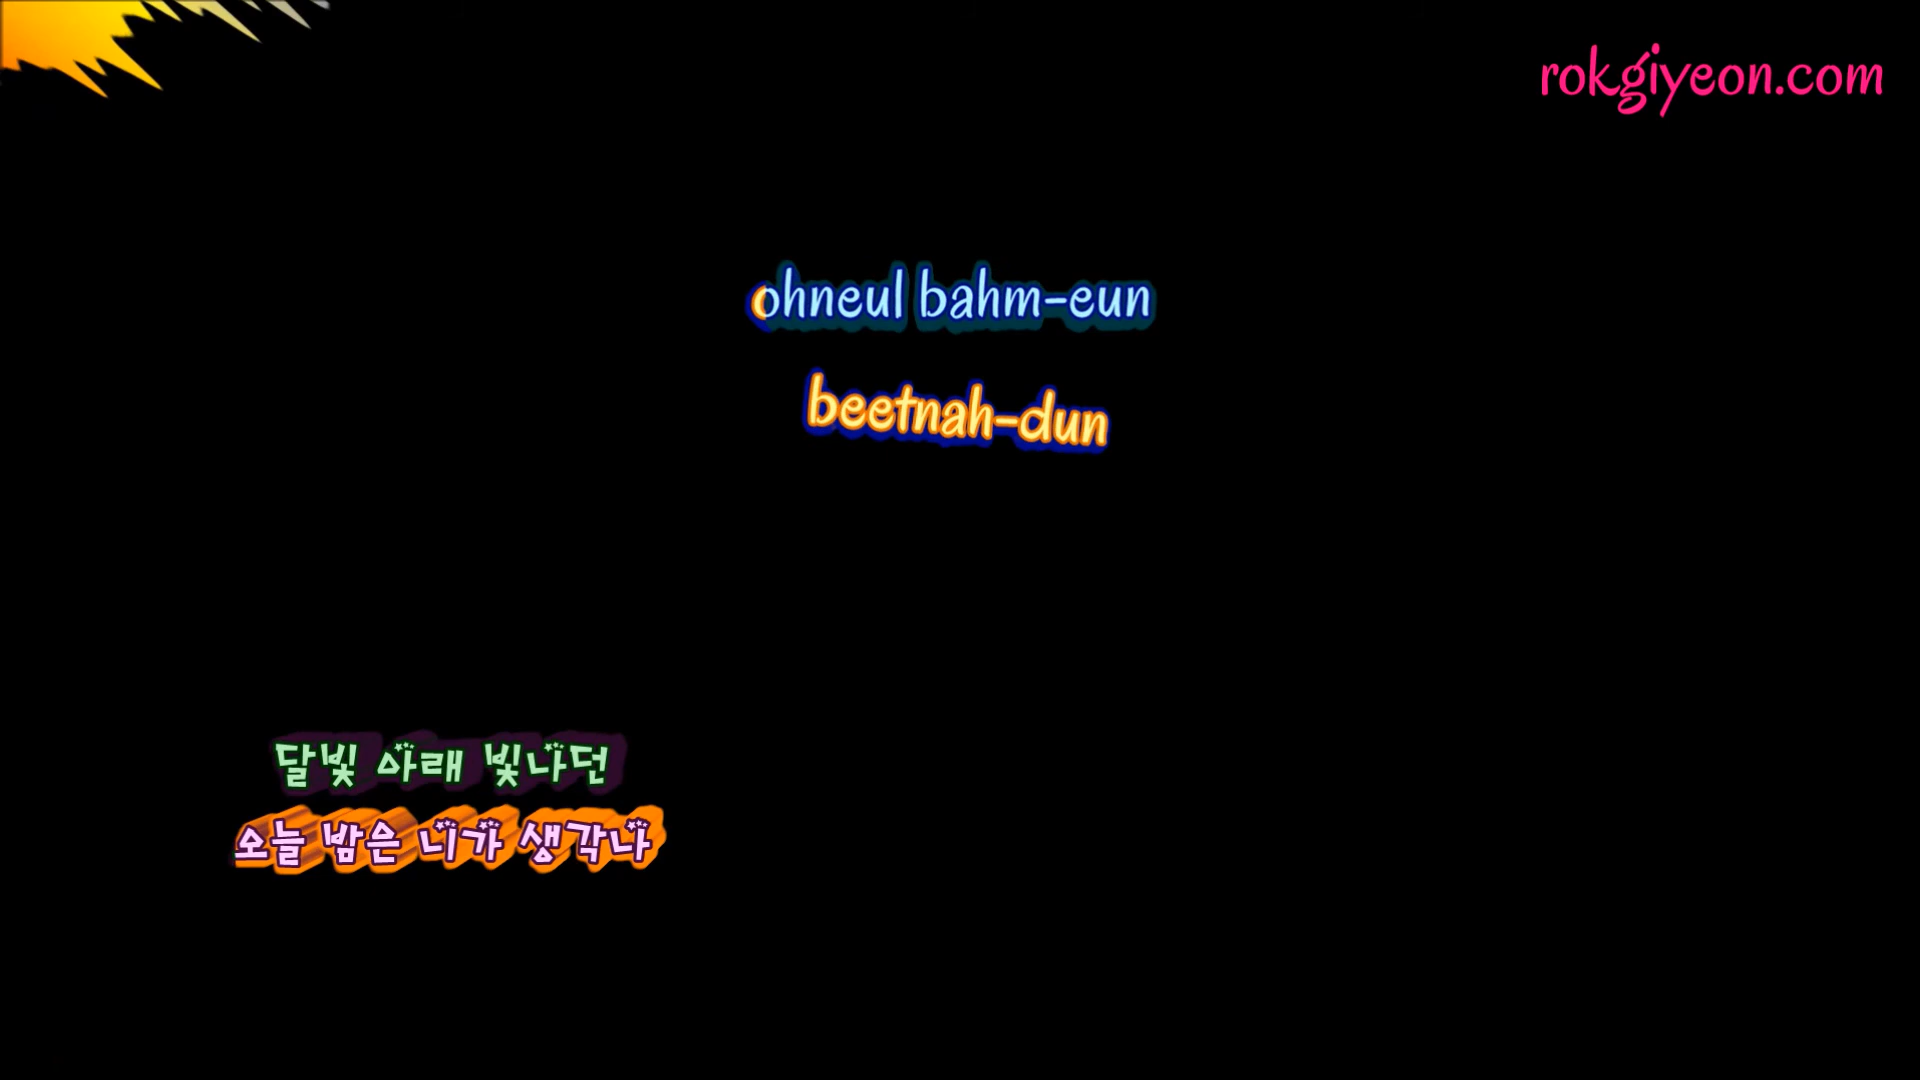 rokgiyeon.com
ohneul bahm-eun
beetnah-dun
달빛 아래 빛나던
오늘 밤은 니가 생각나